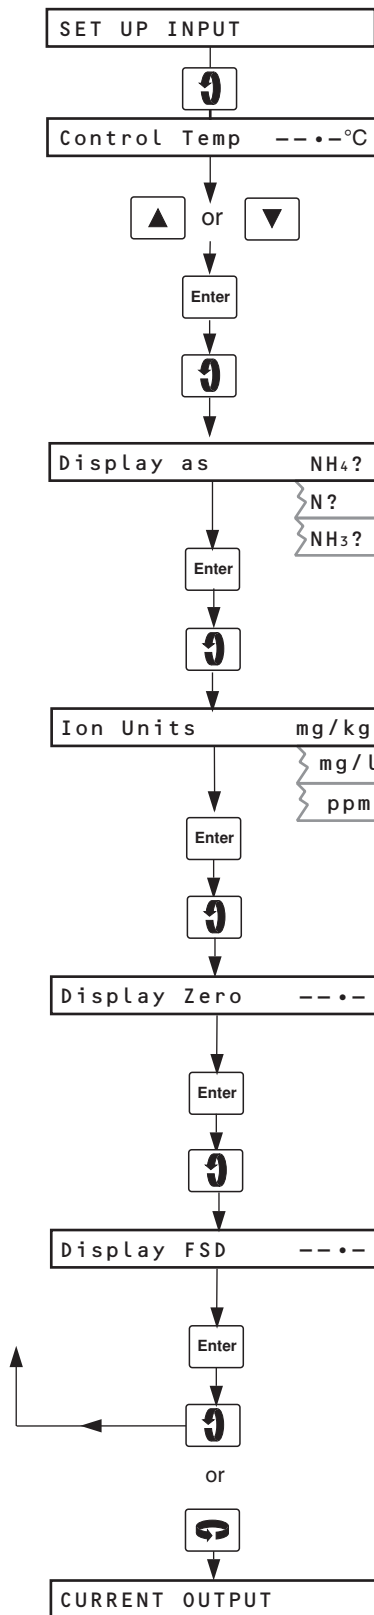 SET UP INPUT
Control Temp --•-°C
▲ or ▼
Enter
Display as NH₄?
N?
NH₃?
Enter
Ion Units mg/kg
mg/l
ppm
Enter
Display Zero --•-
Enter
Display FSD --•-
Enter
or
CURRENT OUTPUT